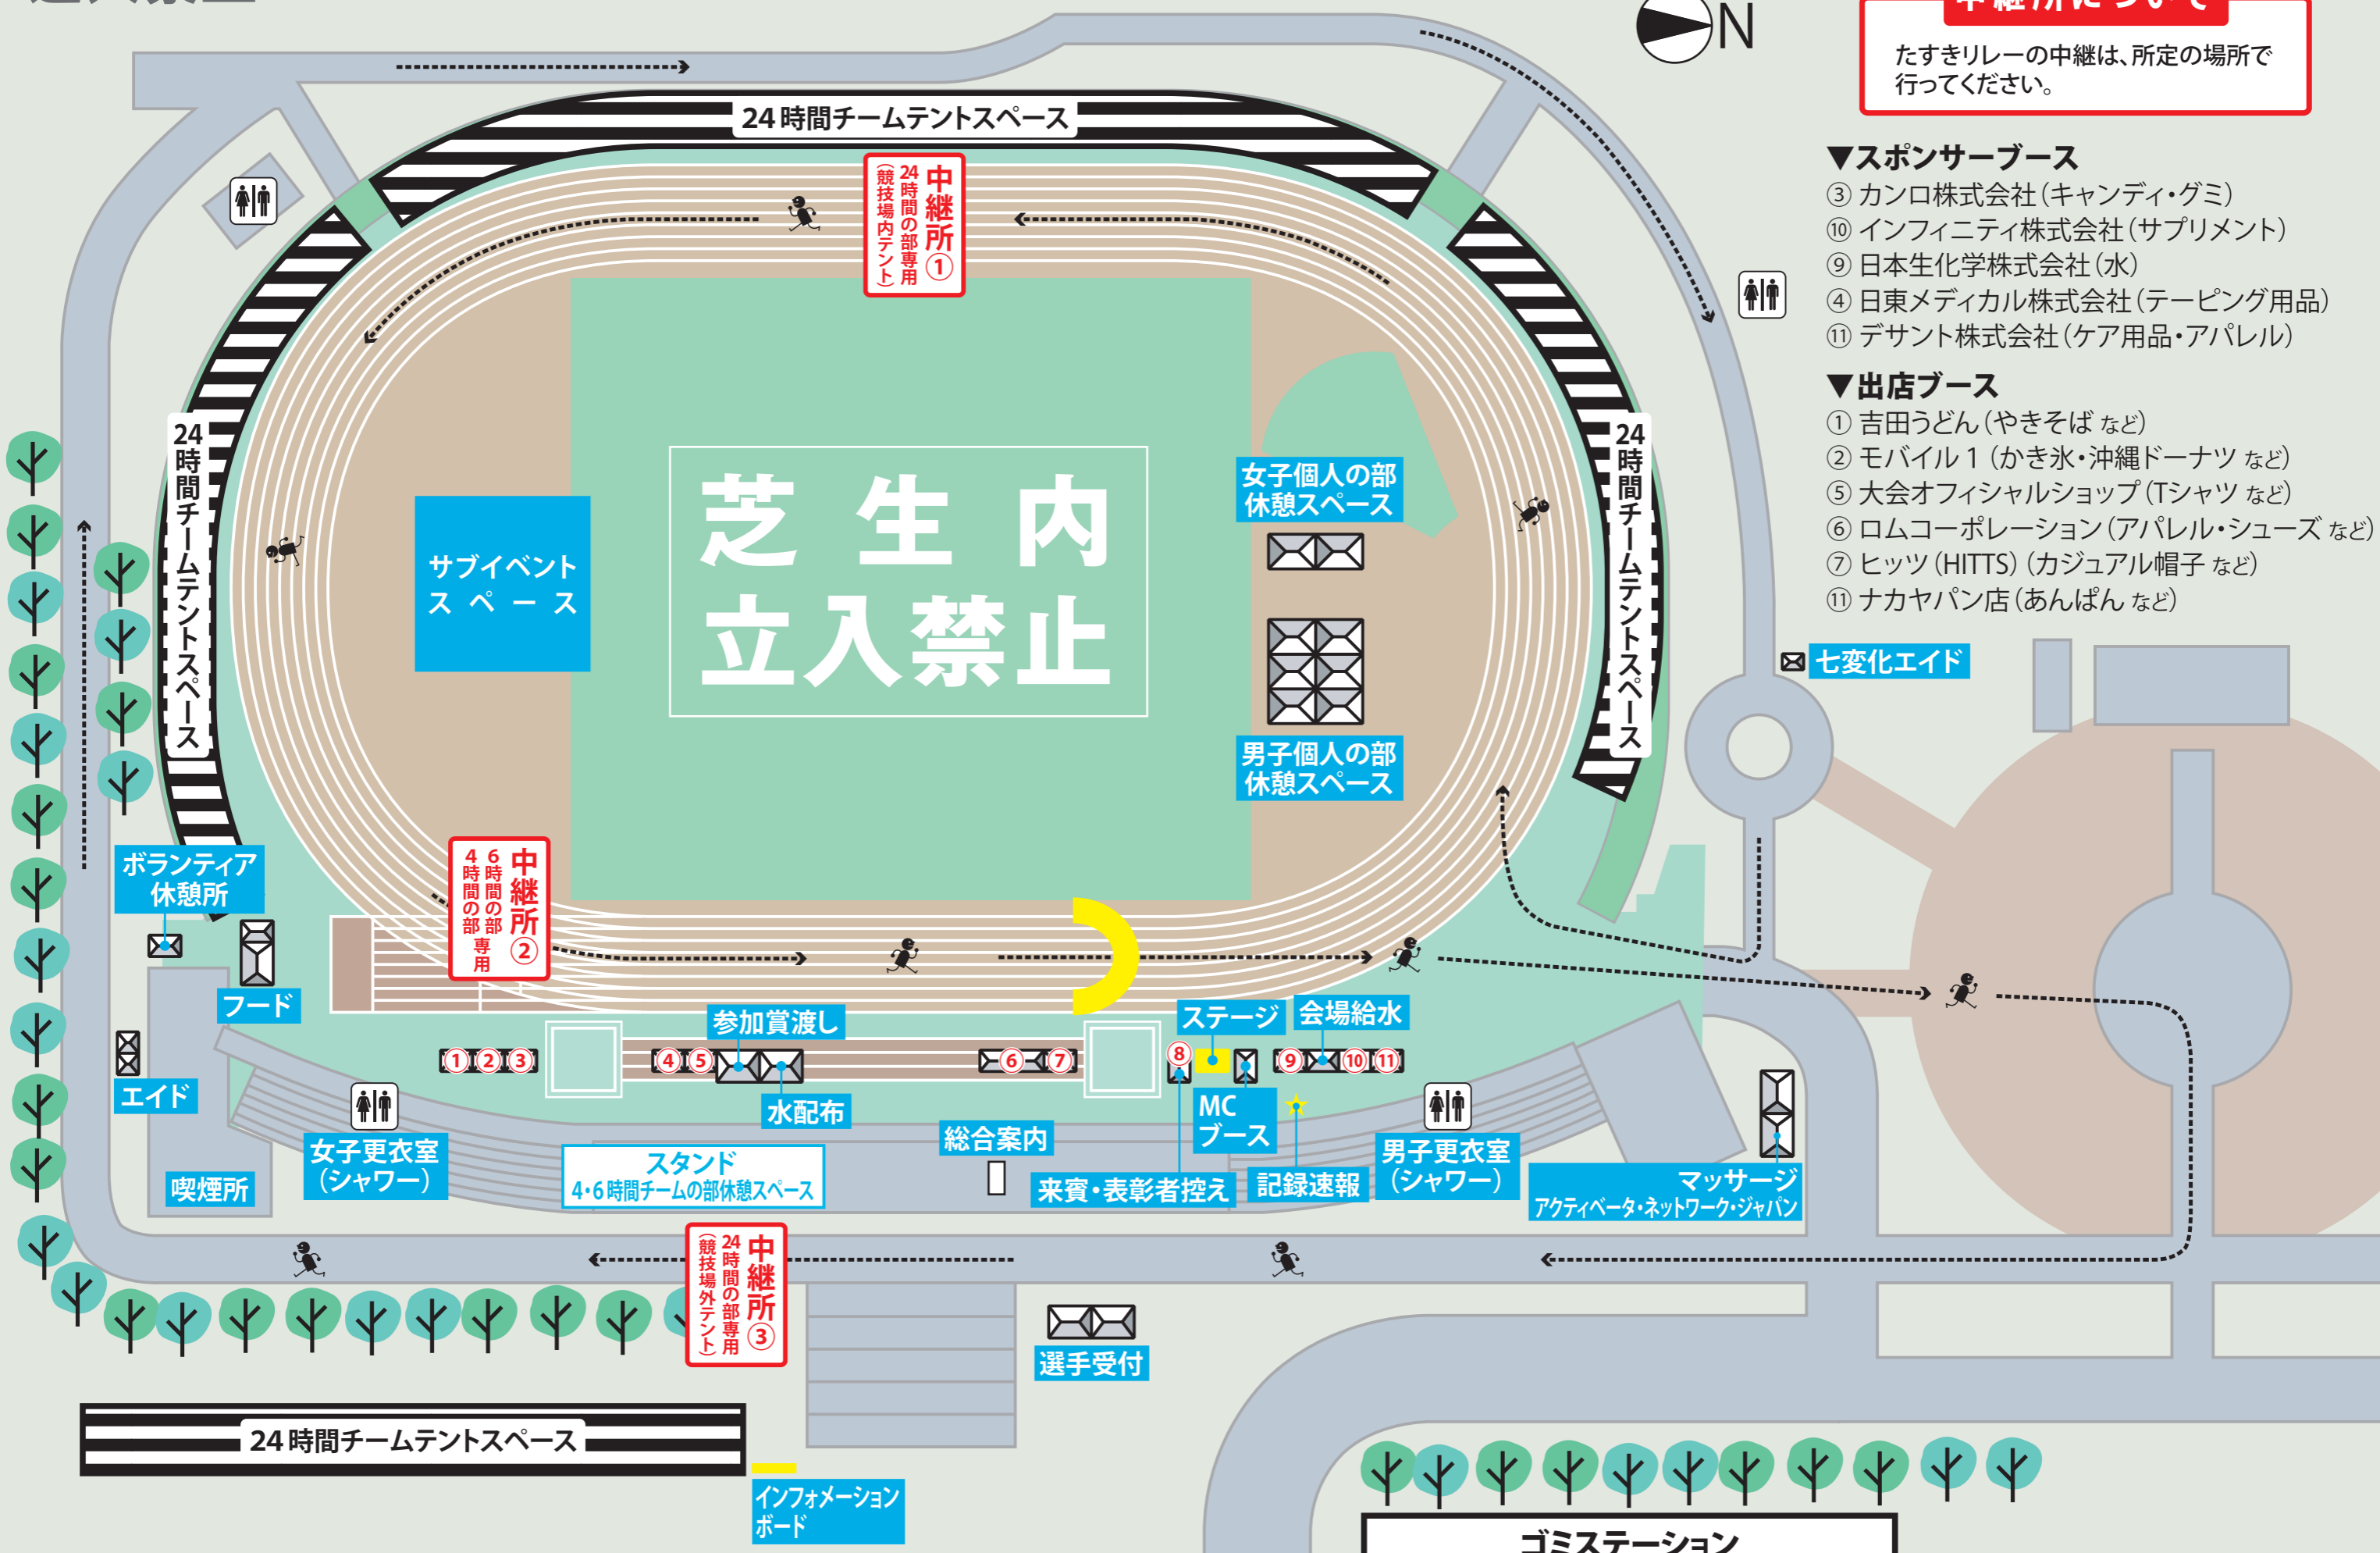 N
中継所について
たすきリレーの中継は、所定の場所で
行ってください。
▼スポンサーブース
③ カンロ株式会社（キャンディ・グミ）
⑩ インフィニティ株式会社（サプリメント）
⑨ 日本生化学株式会社（水）
④ 日東メディカル株式会社（テーピング用品）
⑪ デサント株式会社（ケア用品・アパレル）
▼出店ブース
① 吉田うどん（やきそば など）
② モバイル 1（かき氷・沖縄ドーナツ など）
⑤ 大会オフィシャルショップ（Tシャツ など）
⑥ ロムコーポレーション（アパレル・シューズ など）
⑦ ヒッツ（HITTS）（カジュアル帽子 など）
⑪ ナカヤパン店（あんぱん など）
24時間チームテントスペース
中継所①
24時間の部専用
（競技場内テント）
24時間チームテントスペース
サブイベント
スペース
芝生内
立入禁止
女子個人の部
休憩スペース
男子個人の部
休憩スペース
24時間チームテントスペース
七変化エイド
ボランティア
休憩所
フード
エイド
喫煙所
中継所②
6時間の部
4時間の部
専用
①
②
③
④
⑤
参加賞渡し
水配布
⑥
⑦
⑧
ステージ
会場給水
⑨
⑩
⑪
MC
ブース
女子更衣室
（シャワー）
スタンド
4・6時間チームの部休憩スペース
総合案内
来賓・表彰者控え
記録速報
男子更衣室
（シャワー）
マッサージ
アクティベータ・ネットワーク・ジャパン
中継所③
24時間の部専用
（競技場外テント）
選手受付
24時間チームテントスペース
インフォメーション
ボード
ゴミステーション